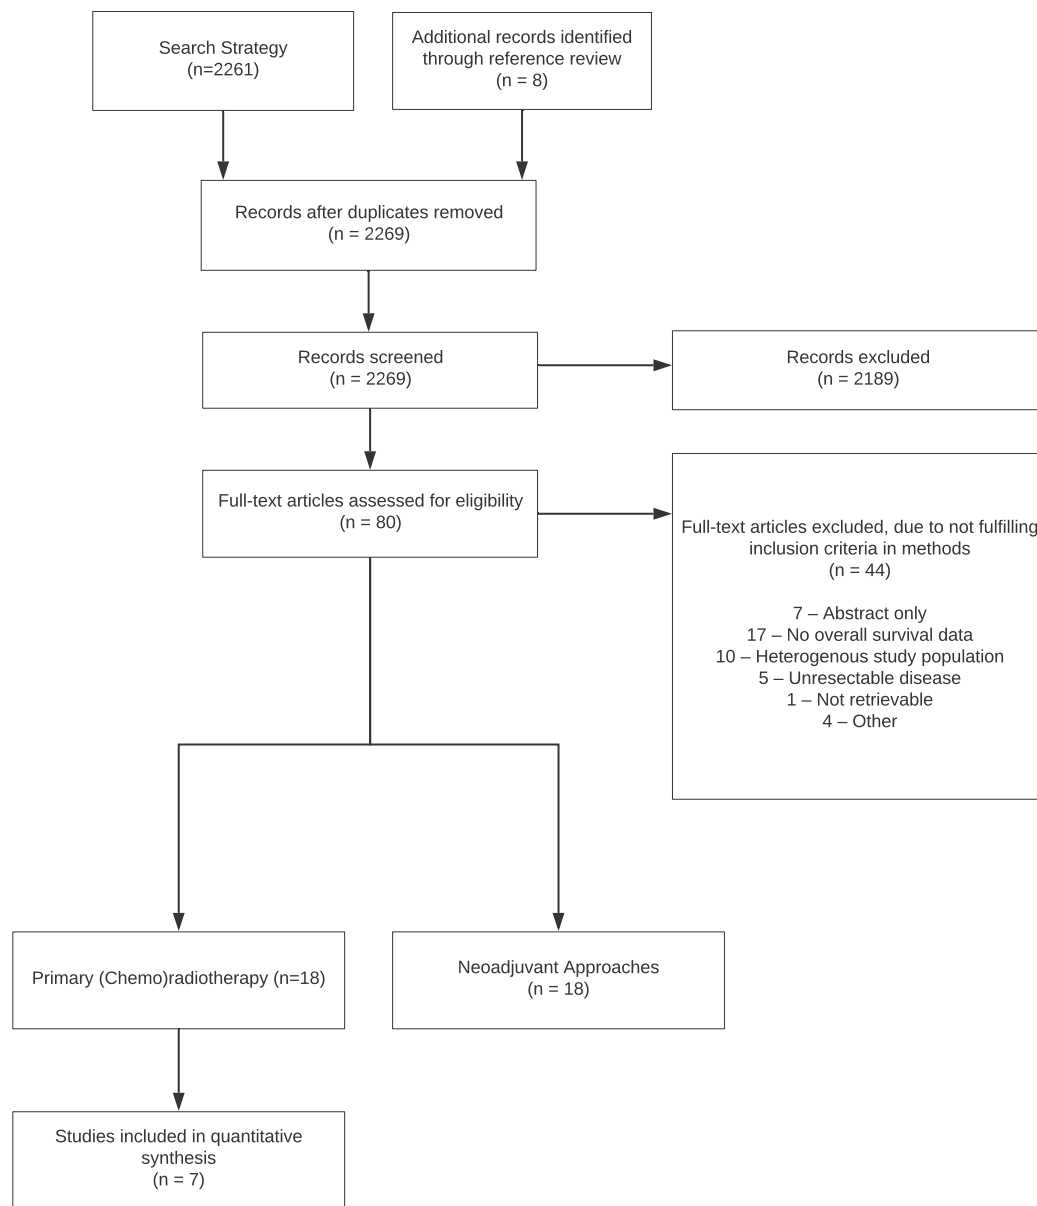 Search Strategy
(n=2261)
Additional records identified
through reference review
(n = 8)
Records after duplicates removed
(n = 2269)
Records screened
(n = 2269)
Records excluded
(n = 2189)
Full-text articles assessed for eligibility
(n = 80)
Full-text articles excluded, due to not fulfilling
inclusion criteria in methods
(n = 44)
7 – Abstract only
17 – No overall survival data
10 – Heterogenous study population
5 – Unresectable disease
1 – Not retrievable
4 – Other
Primary (Chemo)radiotherapy (n=18)
Neoadjuvant Approaches
(n = 18)
Studies included in quantitative
synthesis
(n = 7)